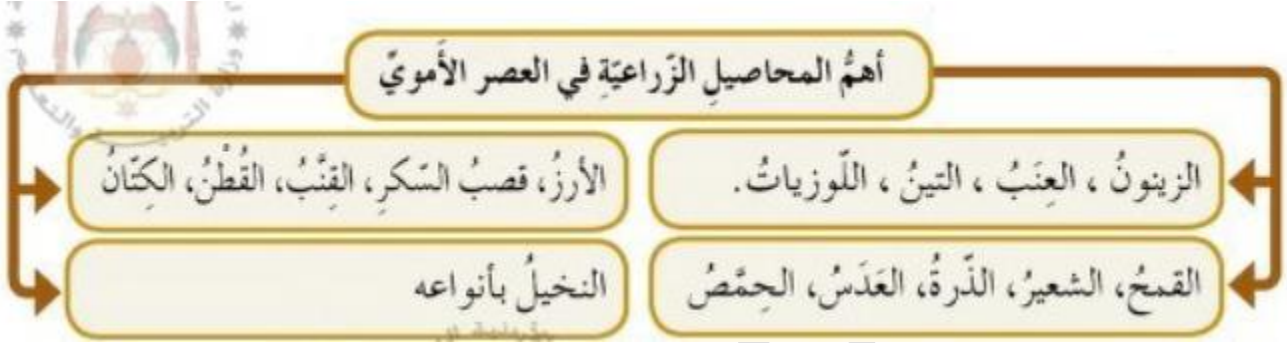 أهمُّ المحاصيلِ الزّراعيّةِ في العصر الأمويّ
الزيتونُ ، العِنَبُ ، التينُ ، اللّوزياتُ.
الأرزُ، قصبُ السّكرِ، القِنَّبُ، القُطْنُ، الكِتّانُ
القمحُ، الشعيرُ، الذّرةُ، العَدَسُ، الحِمَّصُ
النخيلُ بأنواعه